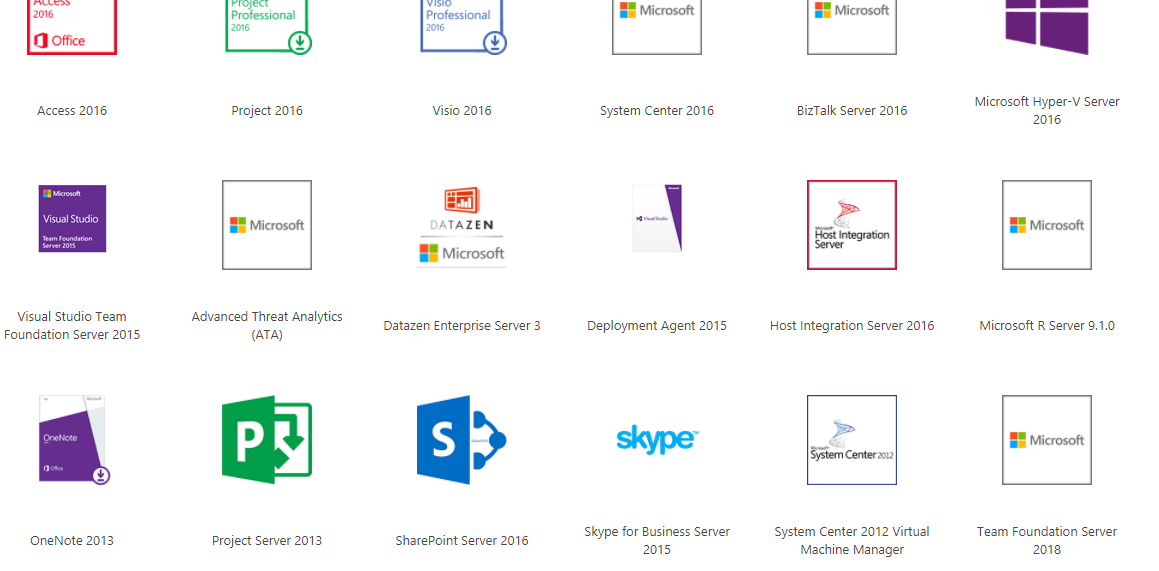 Access
2016
Office
Project
Professional
2016
Visio
Professional
2016
Microsoft
Microsoft
Access 2016
Project 2016
Visio 2016
System Center 2016
BizTalk Server 2016
Microsoft Hyper-V Server
2016
Microsoft
Visual Studio
Team Foundation
Server 2015
Microsoft
DATAZEN
Microsoft
Microsoft
Visual Studio
Microsoft
Host Integration
Server
Microsoft
Visual Studio Team
Foundation Server 2015
Advanced Threat Analytics
(ATA)
Datazen Enterprise Server 3
Deployment Agent 2015
Host Integration Server 2016
Microsoft R Server 9.1.0
Microsoft
OneNote
Office
P
S
SharePoint
skype™
Microsoft
System Center 2012
Microsoft
OneNote 2013
Project Server 2013
SharePoint Server 2016
Skype for Business Server
2015
System Center 2012 Virtual
Machine Manager
Team Foundation Server
2018